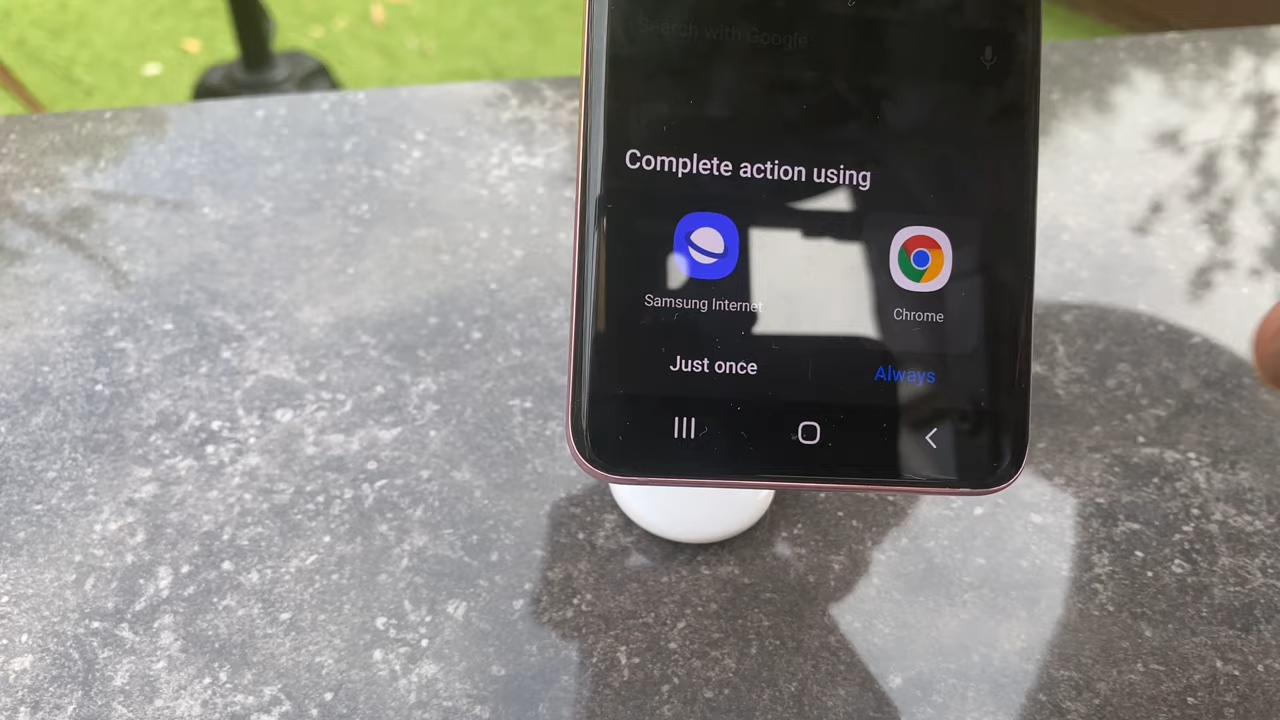 Search with Google
Complete action using
Samsung Internet
Chrome
Just once
Always